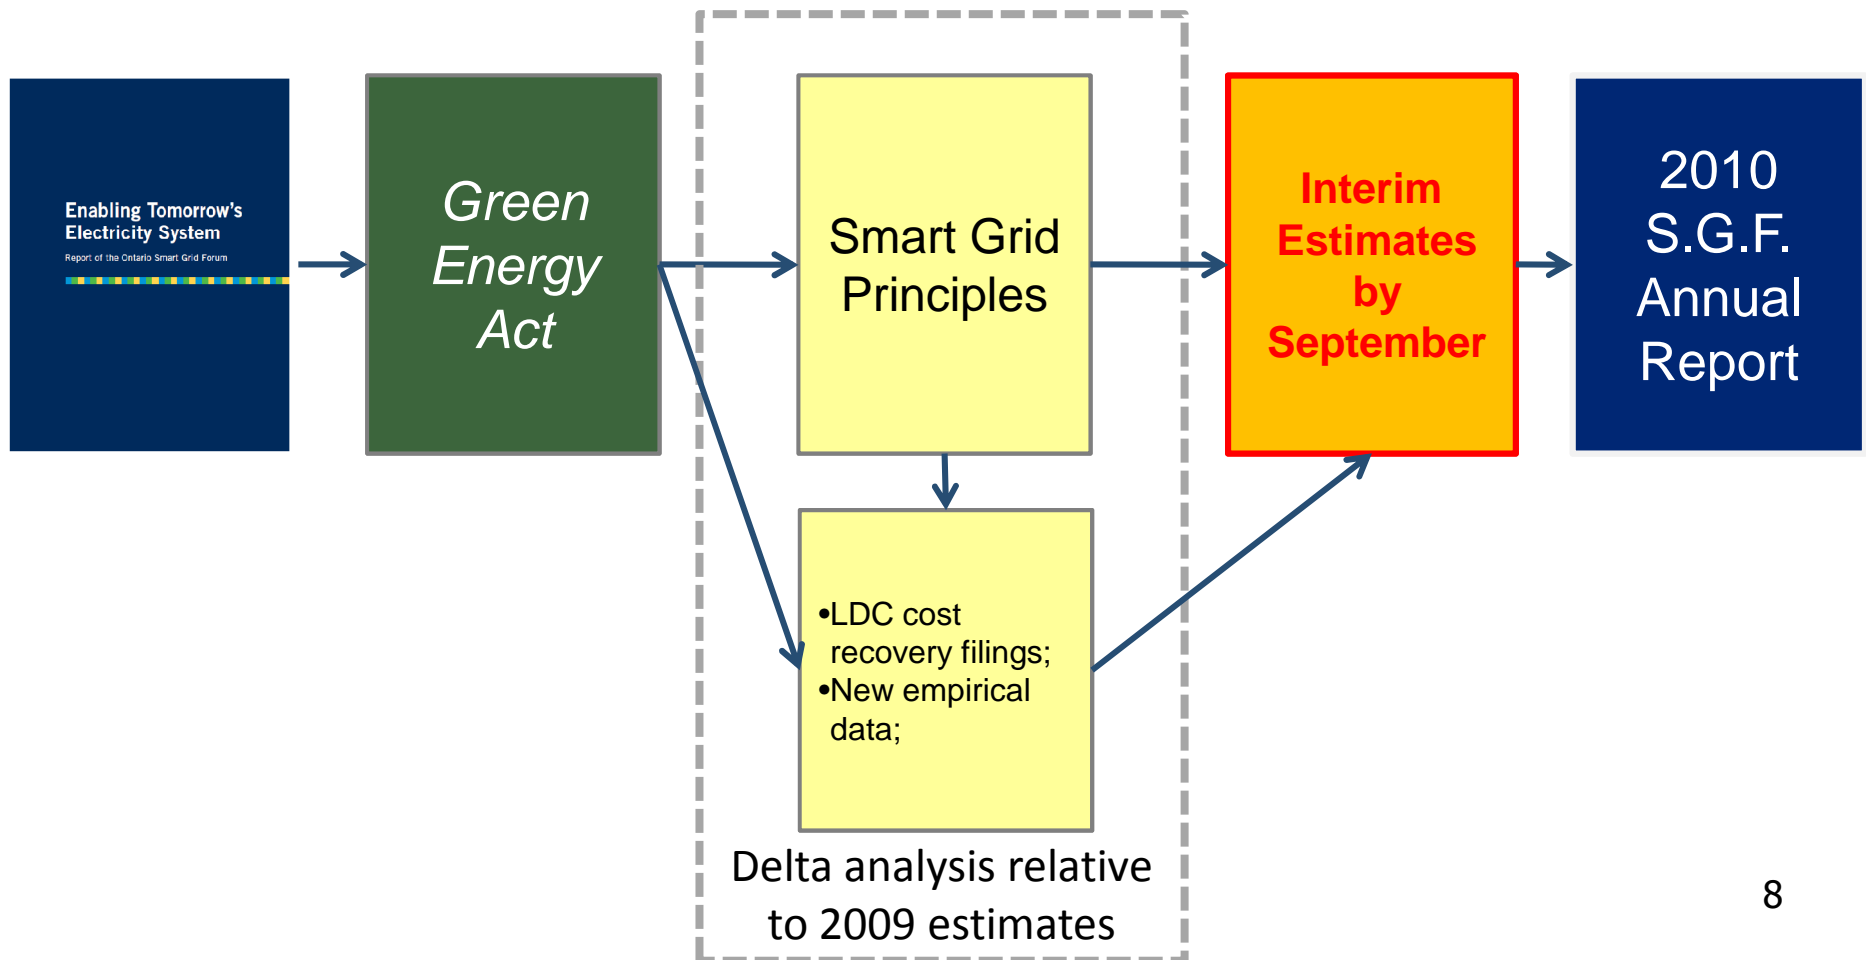 Enabling Tomorrow's
Electricity System
Report of the Ontario Smart Grid Forum
Green
Energy
Act
Smart Grid
Principles
Interim
Estimates
by
September
2010
S.G.F.
Annual
Report
•LDC cost
recovery filings;
•New empirical
data;
Delta analysis relative
to 2009 estimates
8